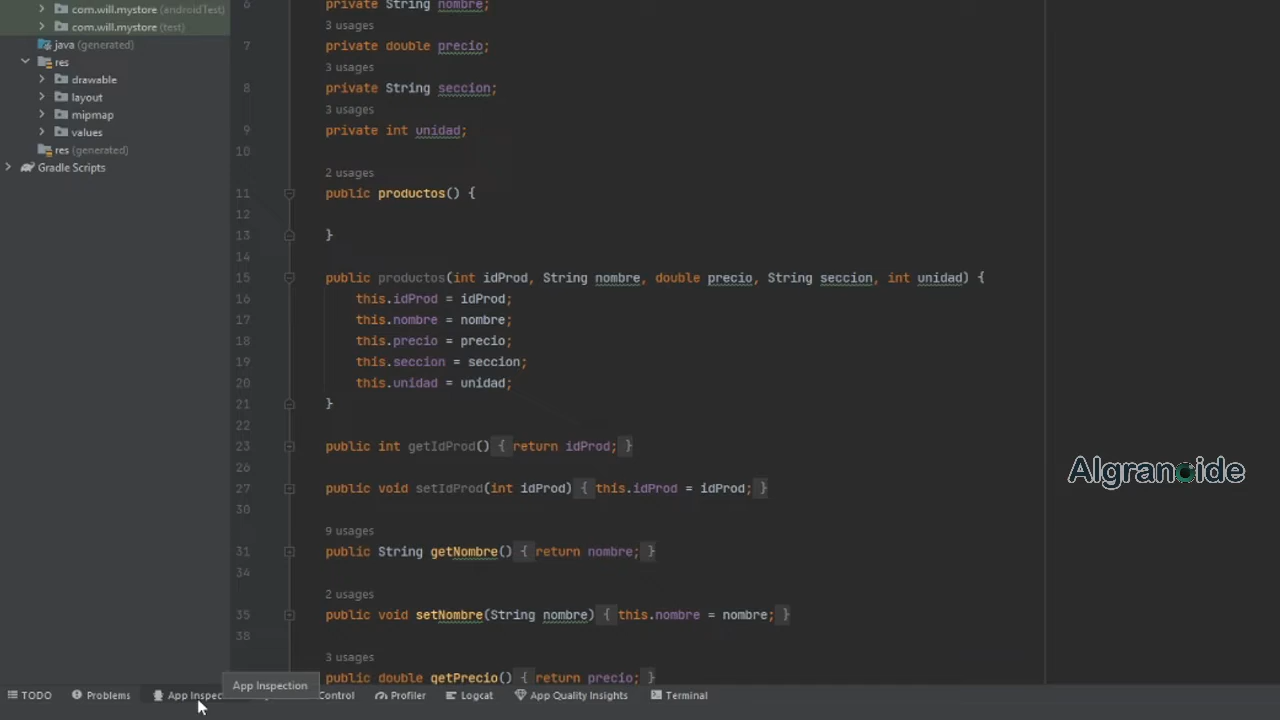 com.will.mystore (androidTest)
com.will.mystore (test)
java (generated)
res
drawable
layout
mipmap
values
res (generated)
Gradle Scripts
6 private String nombre;
3 usages
7 private double precio;
3 usages
8 private String seccion;
3 usages
9 private int unidad;
10
2 usages
11 public productos() {
12
13 }
14
15 public productos(int idProd, String nombre, double precio, String seccion, int unidad) {
16 this.idProd = idProd;
17 this.nombre = nombre;
18 this.precio = precio;
19 this.seccion = seccion;
20 this.unidad = unidad;
21 }
22
23 public int getIdProd() { return idProd; }
26
27 public void setIdProd(int idProd) { this.idProd = idProd; }
30
9 usages
31 public String getNombre() { return nombre; }
34
2 usages
35 public void setNombre(String nombre) { this.nombre = nombre; }
38
3 usages
public double getPrecio() { return precio; }
Algranoide
App Inspection
TODO Problems App Inspec Control Profiler Logcat App Quality Insights Terminal